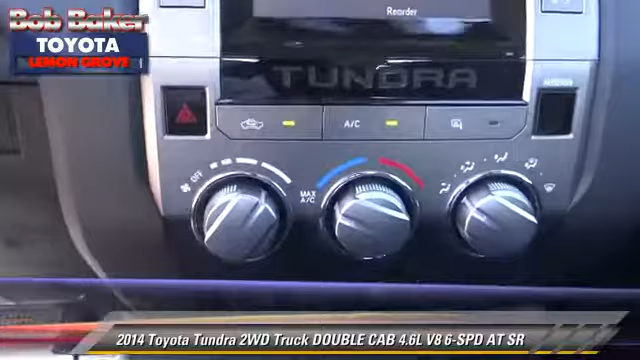 Bob Baker
TOYOTA
LEMON GROVE
Reorder
TUNDRA
A/C
OFF
MAX
A/C
2014 Toyota Tundra 2WD Truck DOUBLE CAB 4.6L V8 6-SPD AT SR